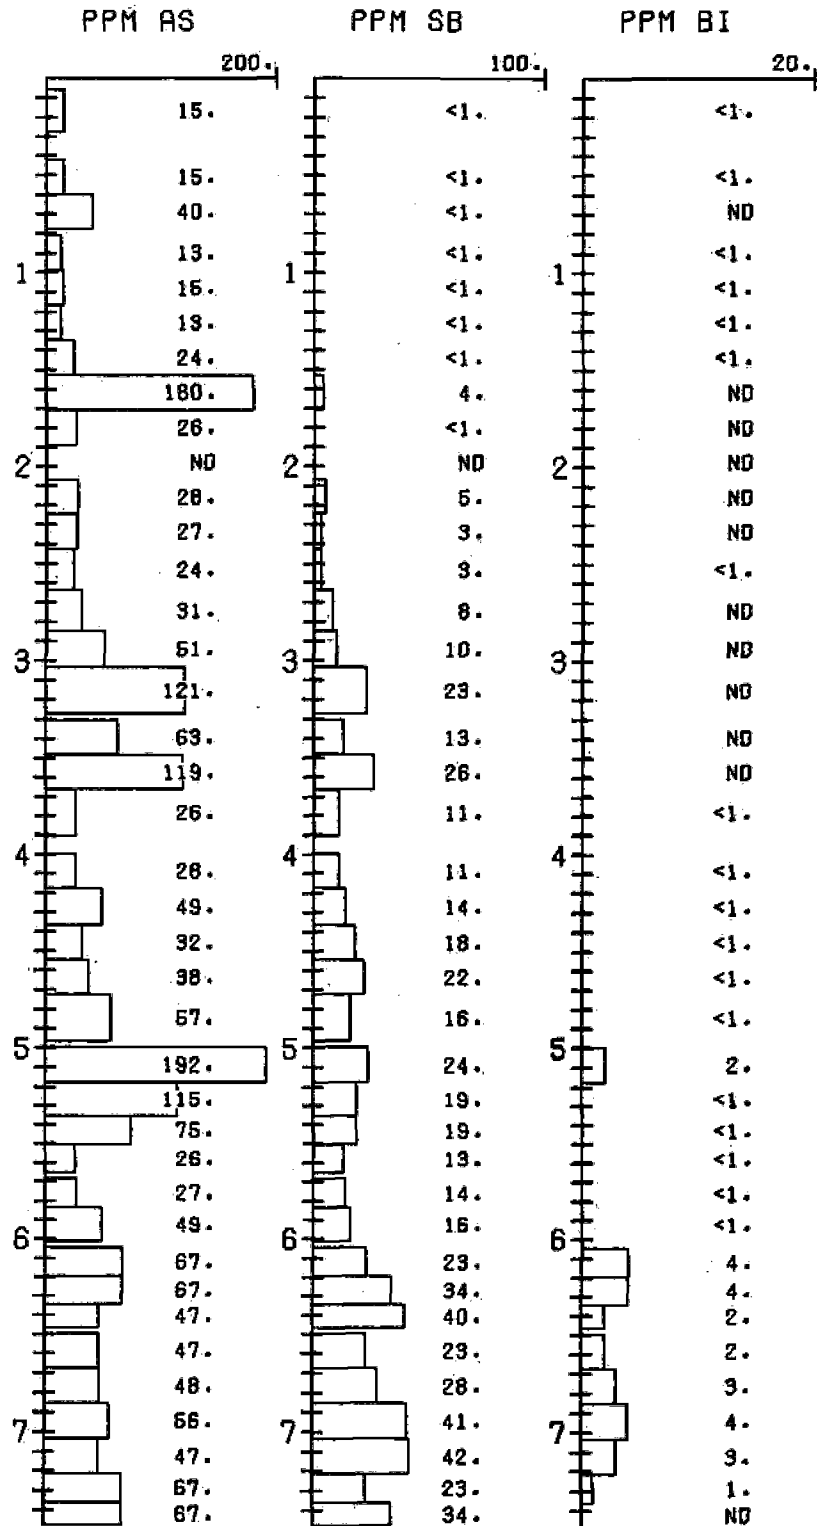 PPM AS PPM SB PPM BI
200. 100. 20.
15. <1. <1.
15. <1. <1.
40. <1. ND
13. <1. <1.
1 15. <1. 1 <1.
13. <1. <1.
24. <1. <1.
180. 4. ND
26. <1. ND
2 ND 2 ND 2 ND
28. 5. ND
27. 3. ND
24. 3. <1.
31. 8. ND
51. 10. ND
3 3 3
121. 23. ND
63. 13. ND
119. 26. ND
26. 11. <1.
4 4 4
26. 11. <1.
49. 14. <1.
32. 18. <1.
38. 22. <1.
57. 16. <1.
5 5 5
192. 24. 2.
115. 19. <1.
75. 19. <1.
26. 13. <1.
27. 14. <1.
49. 16. <1.
6 6 6
67. 23. 4.
67. 34. 4.
47. 40. 2.
47. 23. 2.
48. 28. 3.
56. 41. 4.
7 7 7
47. 42. 3.
67. 23. 1.
67. 34. ND